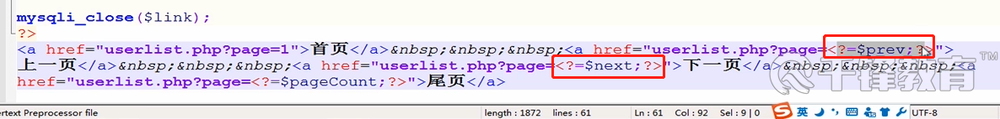 mysqli_close($link);
?>
<a href="userlist.php?page=1">首页</a>&nbsp;&nbsp;&nbsp;<a href="userlist.php?page=<?=$prev;?>">
上一页</a>&nbsp;&nbsp;&nbsp;<a href="userlist.php?page=<?=$next;?>">下一页</a>&nbsp;&nbsp;&nbsp;<a
href="userlist.php?page=<?=$pageCount;?>">尾页</a>
千锋教育™
ertext Preprocessor file length : 1872 lines : 61 Ln : 61 Col : 92 Sel : 9 | 0 S 英 UTF-8